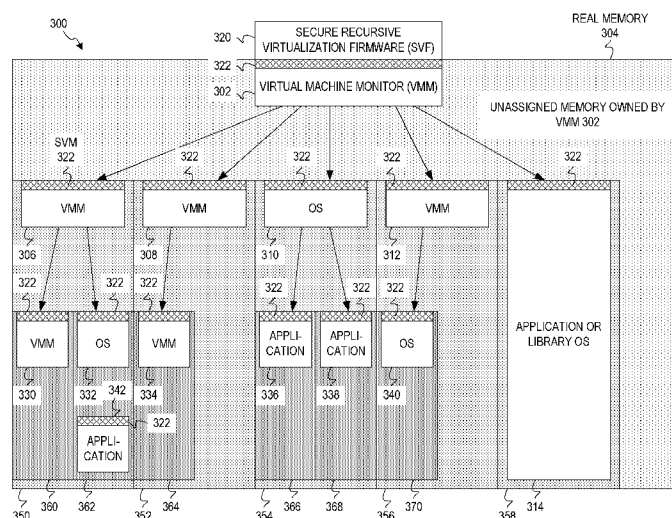 300
320
SECURE RECURSIVE
VIRTUALIZATION FIRMWARE (SVF)
REAL MEMORY
304
322
302
VIRTUAL MACHINE MONITOR (VMM)
UNASSIGNED MEMORY OWNED BY
VMM 302
SVM
322
322
322
322
322
VMM
VMM
OS
VMM
306
308
310
312
322
322
322
322
322
322
VMM
OS
VMM
APPLI-
CATION
APPLI-
CATION
OS
APPLICATION OR
LIBRARY OS
330
332
334
336
338
340
342
322
APPLI-
CATION
350
360
362
352
364
354
366
368
356
370
358
314